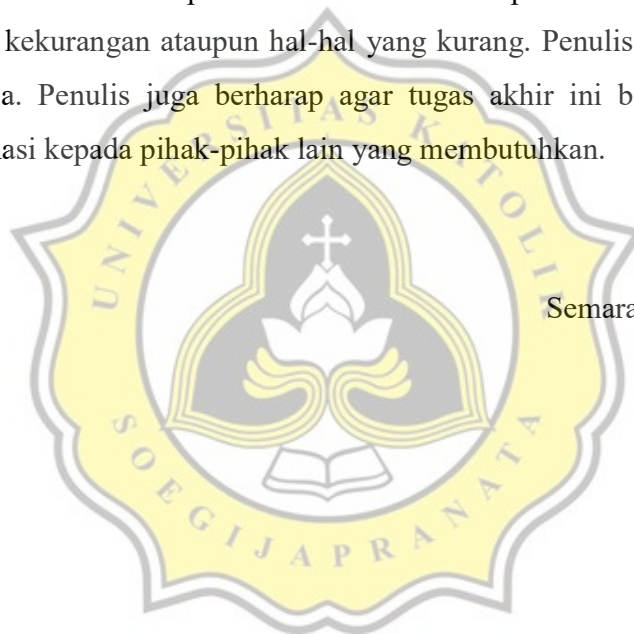 kekurangan ataupun hal-hal yang kurang. Penulis
a. Penulis juga berharap agar tugas akhir ini b
asi kepada pihak-pihak lain yang membutuhkan.
UNIVERSITAS KATOLIK
Semara
SOEGIJAPRANATA